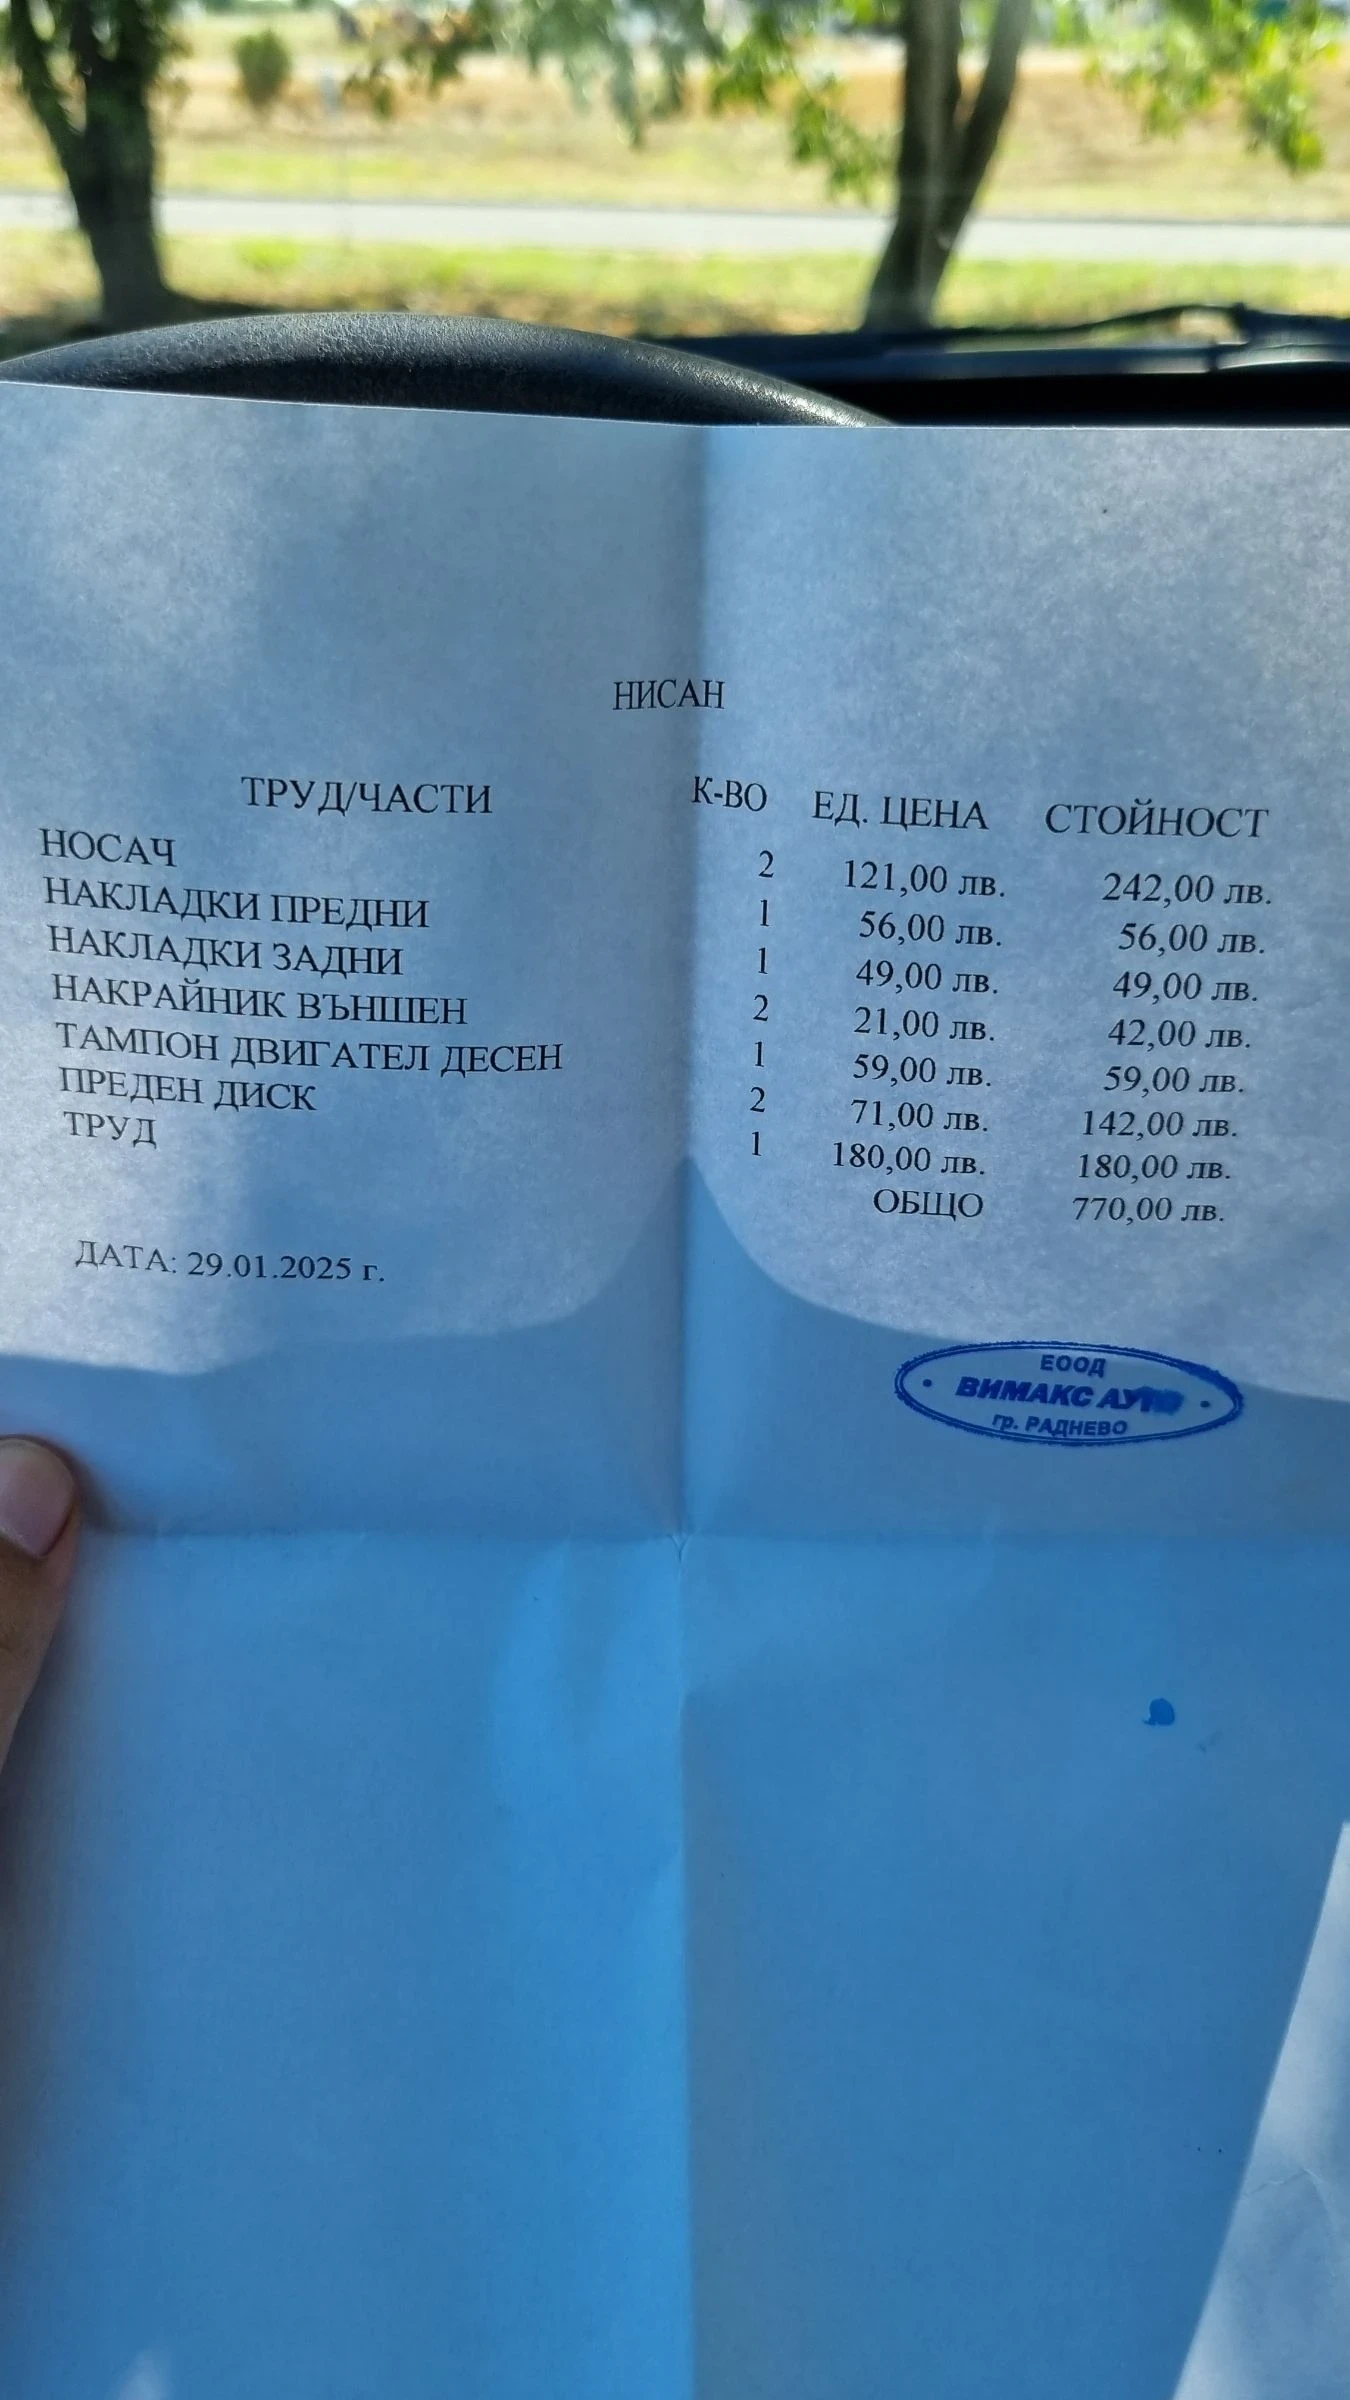 НИСАН
ТРУД/ЧАСТИ К-ВО ЕД. ЦЕНА СТОЙНОСТ
НОСАЧ 2 121,00 лв. 242,00 лв.
НАКЛАДКИ ПРЕДНИ 1 56,00 лв. 56,00 лв.
НАКЛАДКИ ЗАДНИ 1 49,00 лв. 49,00 лв.
НАКРАЙНИК ВЪНШЕН 2 21,00 лв. 42,00 лв.
ТАМПОН ДВИГАТЕЛ ДЕСЕН 1 59,00 лв. 59,00 лв.
ПРЕДЕН ДИСК 2 71,00 лв. 142,00 лв.
ТРУД 1 180,00 лв. 180,00 лв.
ОБЩО 770,00 лв.
ДАТА: 29.01.2025 г.
ЕООД
ВИМАКС АУТО
гр. РАДНЕВО